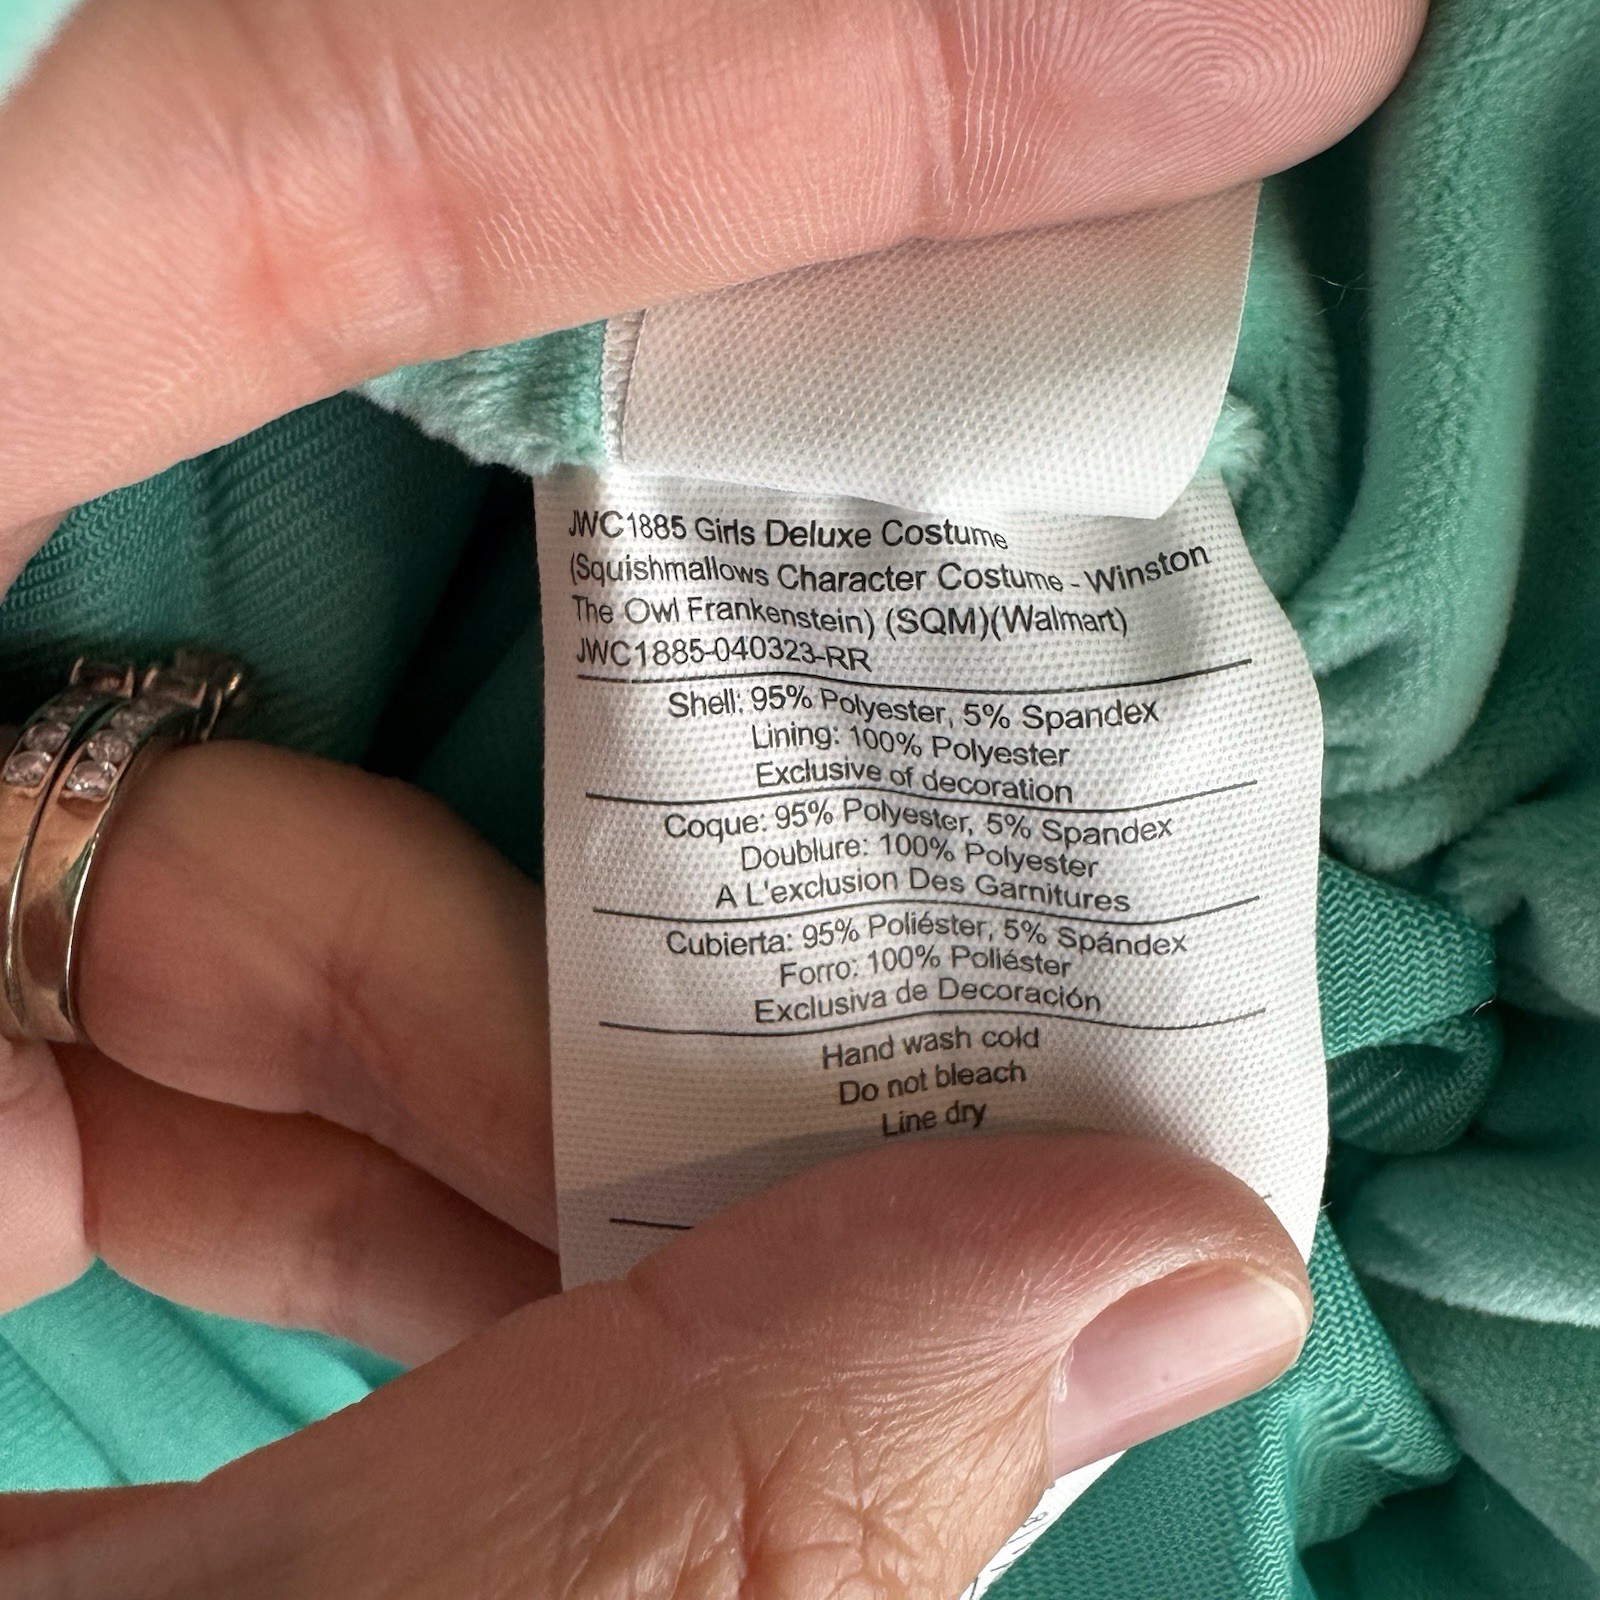 JWC1885 Girls Deluxe Costume
(Squishmallows Character Costume - Winston
The Owl Frankenstein) (SQM)(Walmart)
JWC1885-040323-RR
Shell: 95% Polyester, 5% Spandex
Lining: 100% Polyester
Exclusive of decoration
Coque: 95% Polyester, 5% Spandex
Doublure: 100% Polyester
A L'exclusion Des Garnitures
Cubierta: 95% Poliéster, 5% Spándex
Forro: 100% Poliéster
Exclusiva de Decoración
Hand wash cold
Do not bleach
Line dry